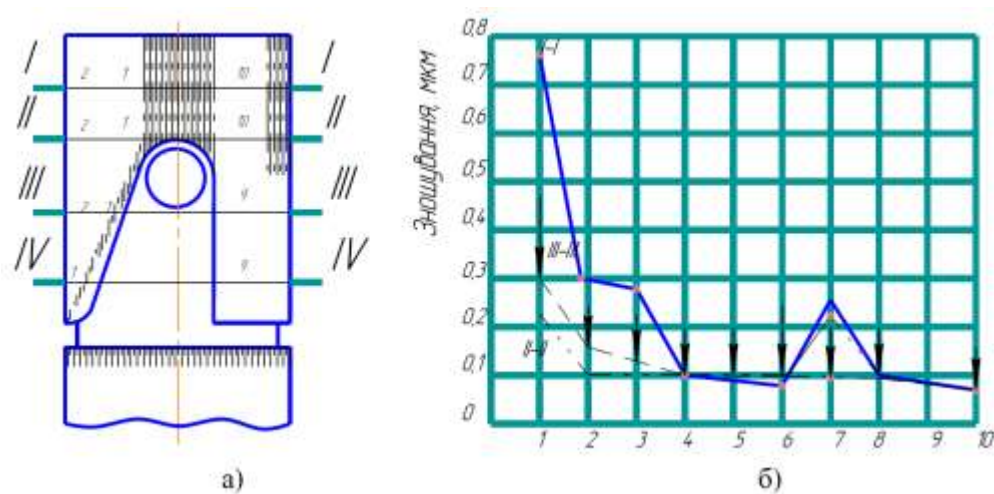 I 2 1 10 I
II 2 1 10 II
III 2 1 9 III
IV 1 9 IV
а)
Зношування, мкм
0,8
0,7
0,6
0,5
0,4
0,3
0,2
0,1
0
I-I
III-III
II-II
1 2 3 4 5 6 7 8 9 10
б)